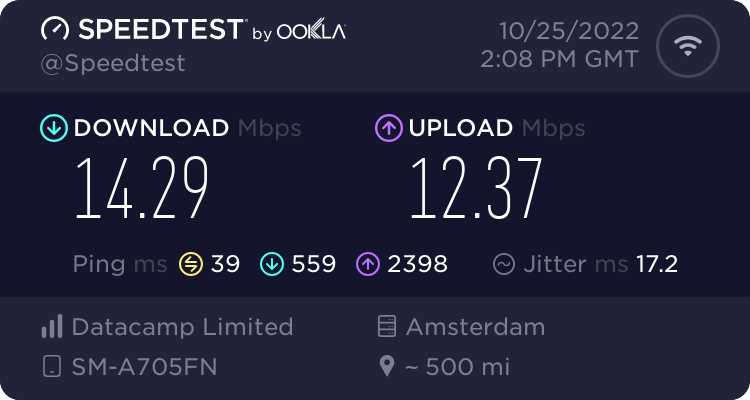 SPEEDTEST® by OOKLA®
@Speedtest
10/25/2022
2:08 PM GMT
DOWNLOAD Mbps
14.29
UPLOAD Mbps
12.37
Ping ms 39 559 2398 Jitter ms 17.2
Datacamp Limited
Amsterdam
SM-A705FN
~ 500 mi